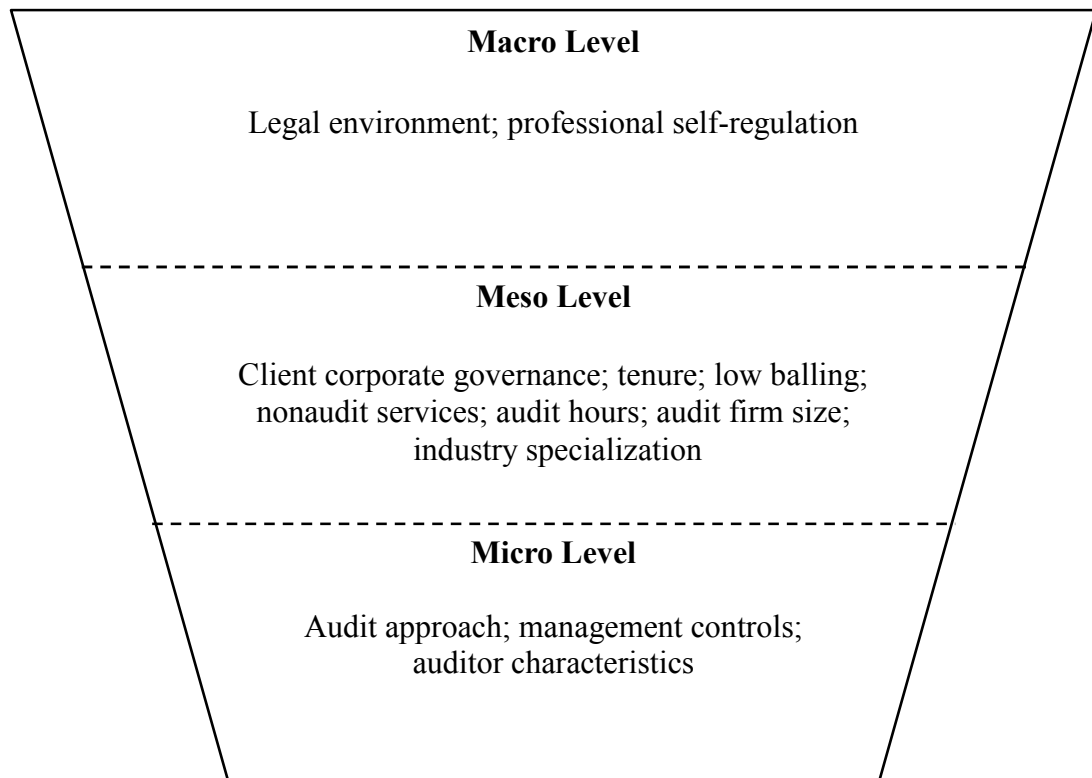 Macro Level
Legal environment; professional self-regulation
Meso Level
Client corporate governance; tenure; low balling;
nonaudit services; audit hours; audit firm size;
industry specialization
Micro Level
Audit approach; management controls;
auditor characteristics